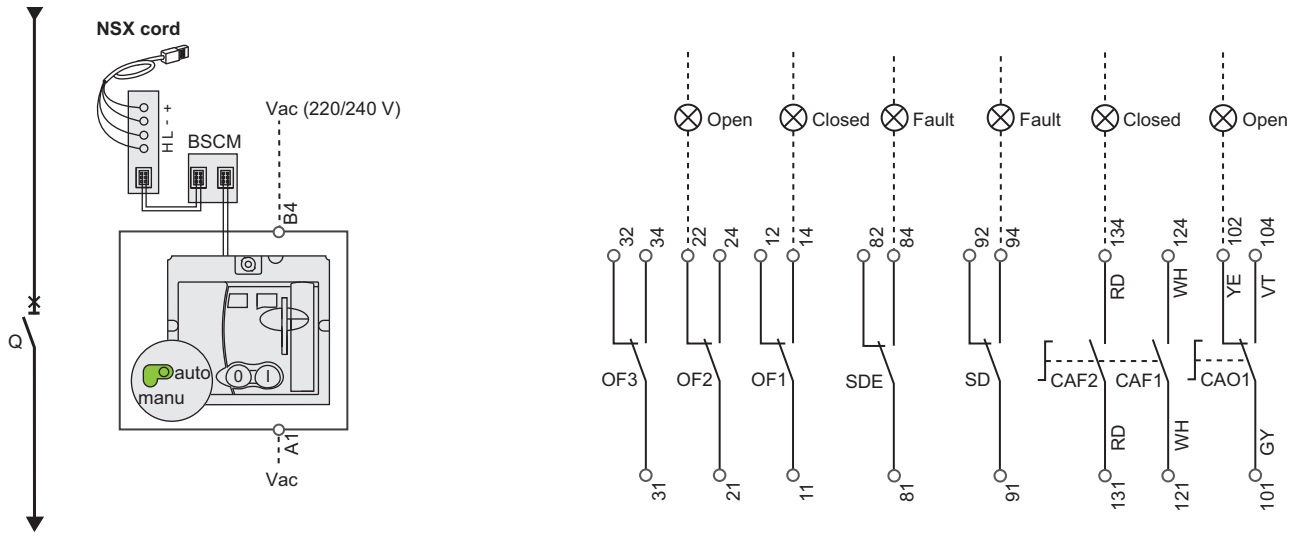 NSX cord
+
-
L
H
BSCM
Vac (220/240 V)
B4
Q
auto
manu
0 I
A1
Vac
Open Closed Fault Fault Closed Open
32 34 22 24 12 14 82 84 92 94 134 124 102 104
RD WH YE VT
OF3 OF2 OF1 SDE SD CAF2 CAF1 CAO1
RD WH GY
31 21 11 81 91 131 121 101